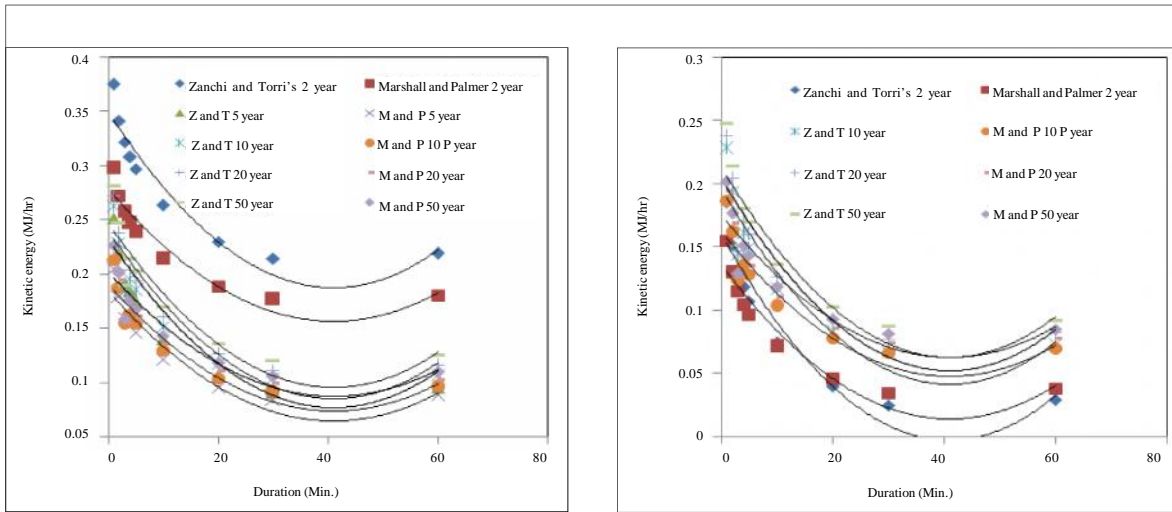 0.4
0.35
0.3
0.25
0.2
0.15
0.1
0.05
Kinetic energy (MJ/hr)
Zanchi and Torri's 2 year
Marshall and Palmer 2 year
Z and T 5 year
M and P 5 year
Z and T 10 year
M and P 10 P year
Z and T 20 year
M and P 20 year
Z and T 50 year
M and P 50 year
0 20 40 60 80
Duration (Min.)
0.3
0.25
0.2
0.15
0.1
0.05
0
Kinetic energy (MJ/hr)
Zanchi and Torri's 2 year
Marshall and Palmer 2 year
Z and T 10 year
M and P 10 year
Z and T 20 year
M and P 20 year
Z and T 50 year
M and P 50 year
0 20 40 60 80
Duration (Min.)